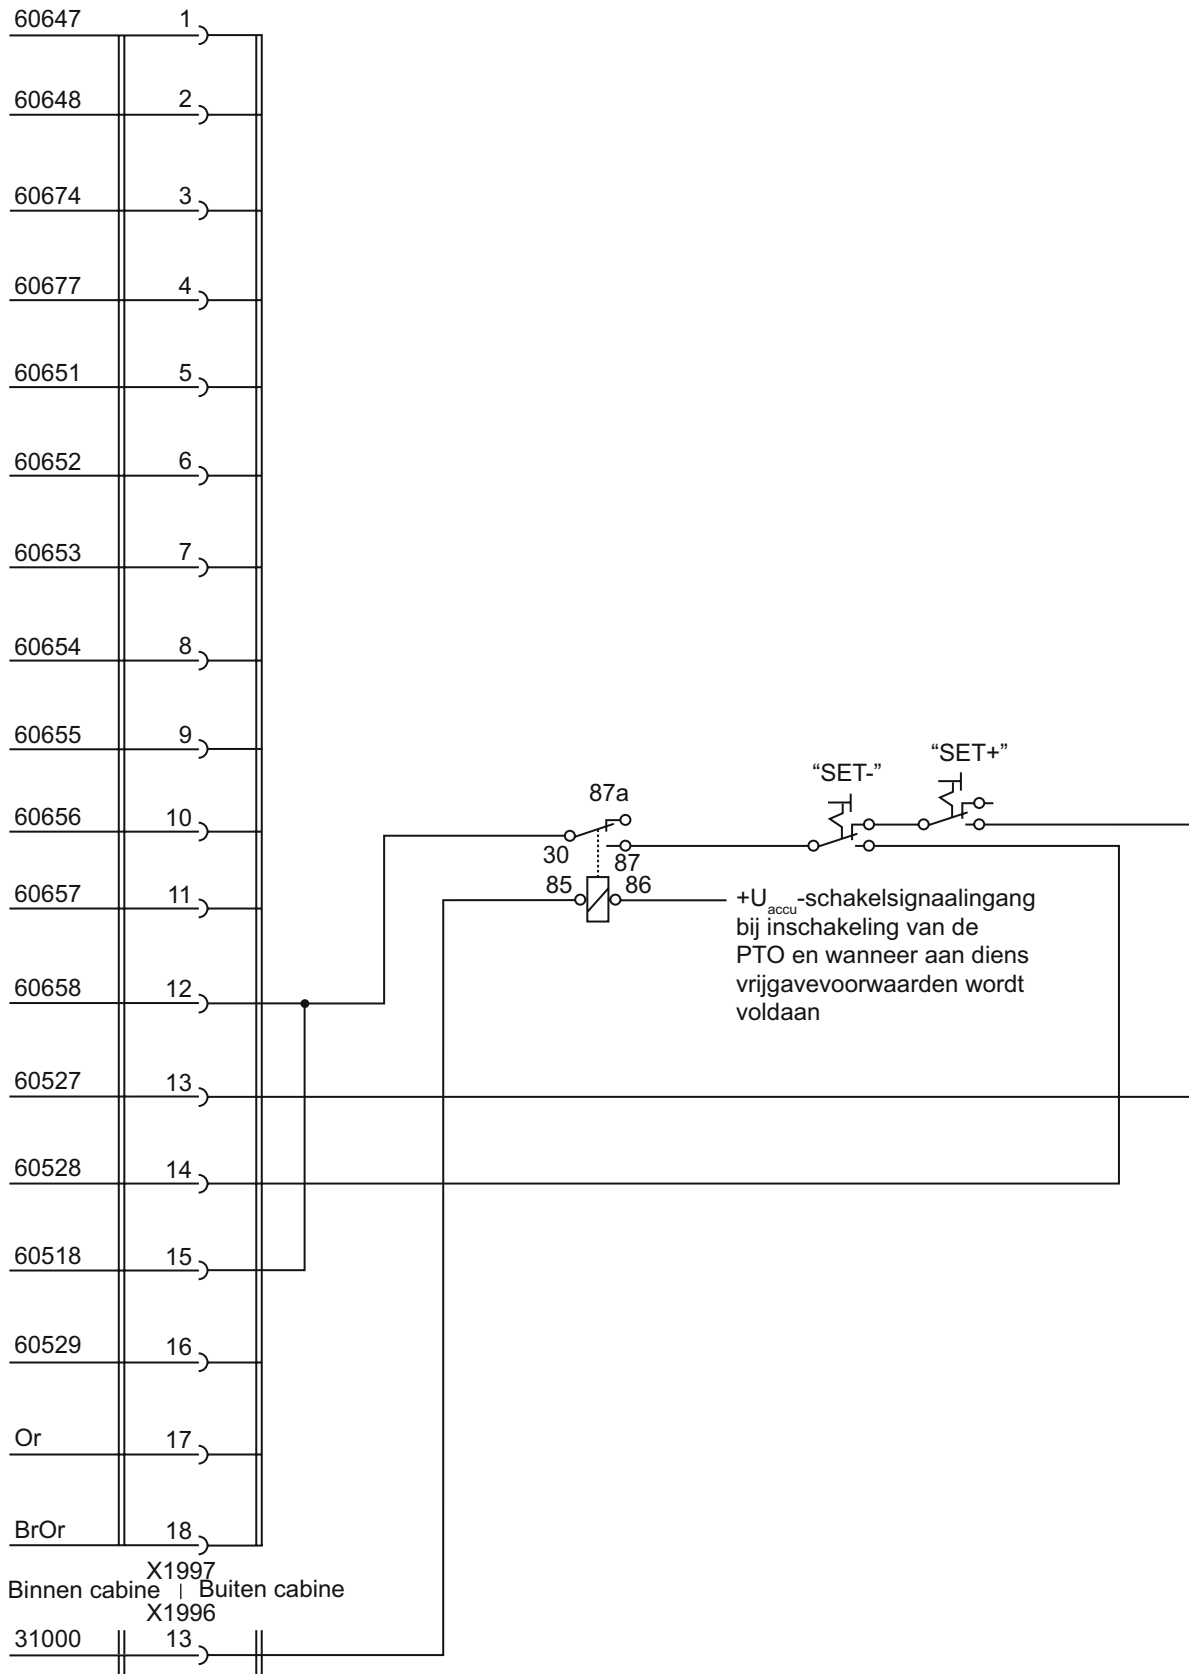 60647 1
60648 2
60674 3
60677 4
60651 5
60652 6
60653 7
60654 8
60655 9
“SET+”
“SET-”
87a
60656 10
30
87
85
86
60657 11
+Uaccu-schakelsignaalingang
bij inschakeling van de
PTO en wanneer aan diens
vrijgavevoorwaarden wordt
voldaan
60658 12
60527 13
60528 14
60518 15
60529 16
Or 17
BrOr 18
X1997
Binnen cabine | Buiten cabine
X1996
31000 13